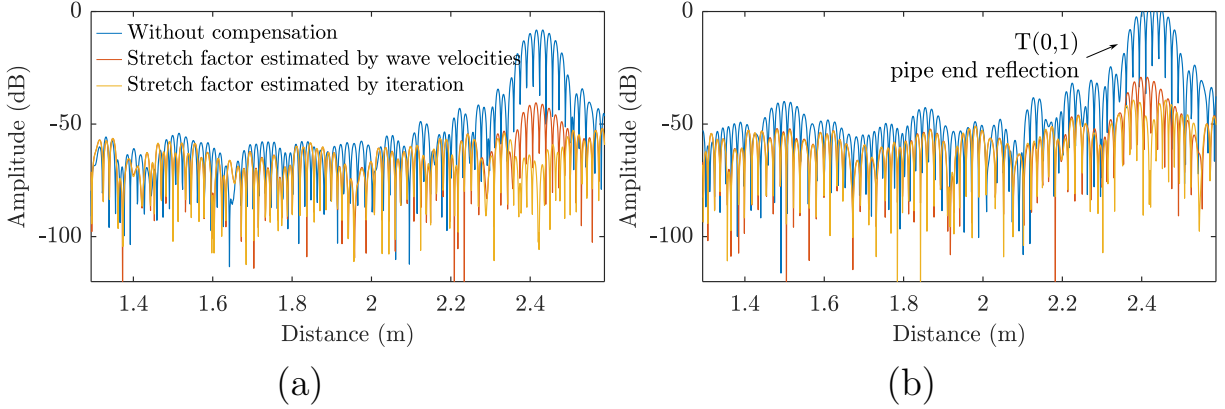 0
-50
-100
Amplitude (dB)
Without compensation
Stretch factor estimated by wave velocities
Stretch factor estimated by iteration
1.4
1.6
1.8
2
2.2
2.4
Distance (m)
(a)
0
-50
-100
Amplitude (dB)
T(0,1)
pipe end reflection
1.4
1.6
1.8
2
2.2
2.4
Distance (m)
(b)